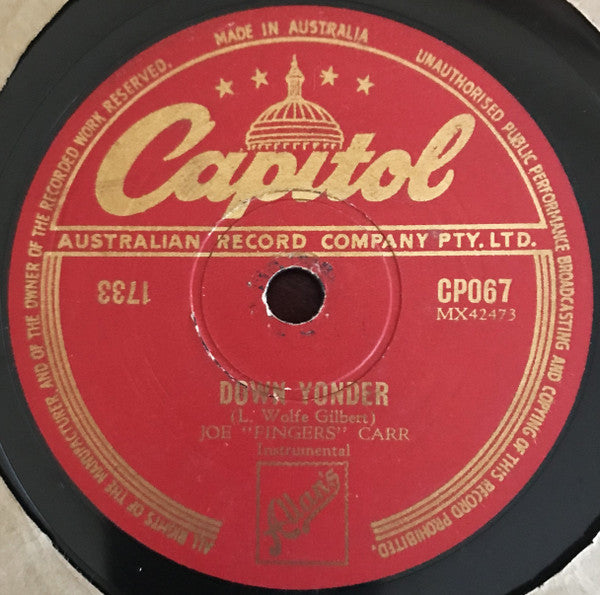 MADE IN AUSTRALIA
ALL RIGHTS OF THE MANUFACTURER AND OF THE OWNER OF THE RECORDED WORK RESERVED.
UNAUTHORISED PUBLIC PERFORMANCE BROADCASTING AND COPYING OF THIS RECORD PROHIBITED.
Capitol
AUSTRALIAN RECORD COMPANY PTY. LTD.
1733
CP067
MX42473
DOWN YONDER
(L. Wolfe Gilbert)
JOE "FINGERS" CARR
Instrumental